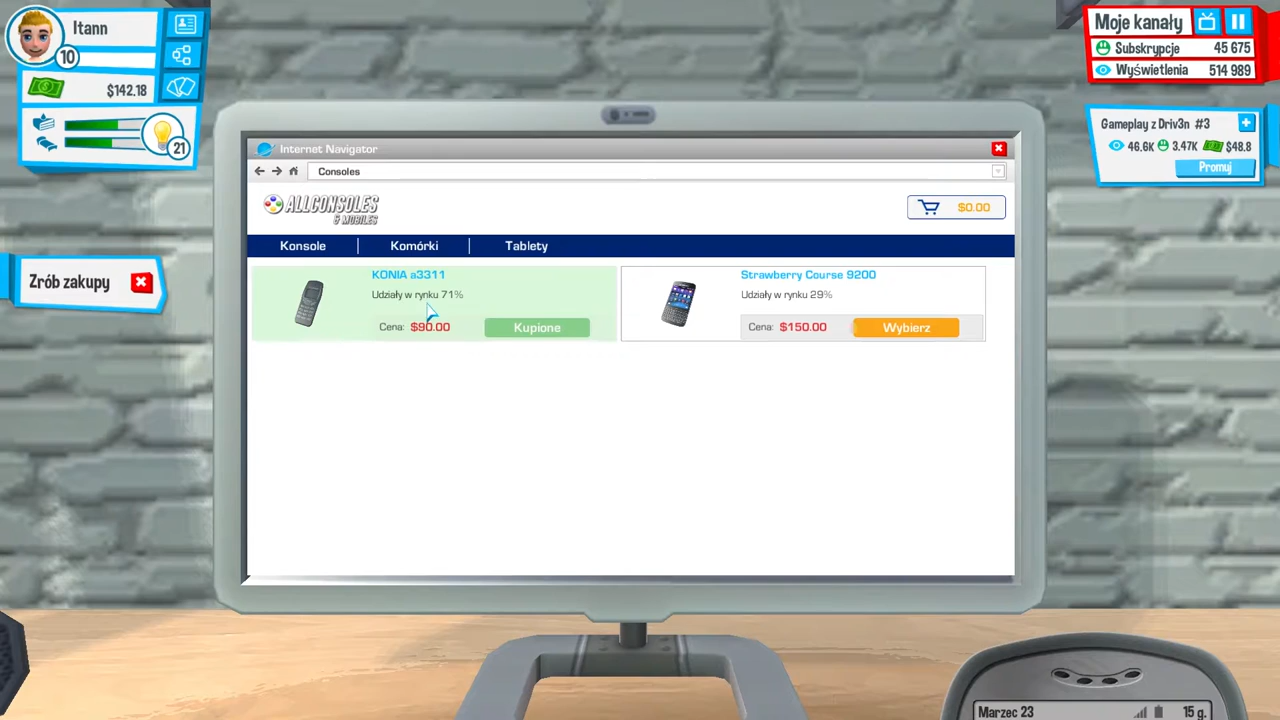 Itann
10
$142.18
21
Moje kanały
Subskrypcje 45 675
Wyświetlenia 514 989
Gameplay z Driv3n #3
46.6K 3.47K $48.8
Promuj
Zrób zakupy
Internet Navigator
Consoles
ALLCONSOLES
& MOBILES
$0.00
Konsole Komórki Tablety
KONIA a3311
Udziały w rynku 71%
Cena: $90.00 Kupione
Strawberry Course 9200
Udziały w rynku 29%
Cena: $150.00 Wybierz
Marzec 23 15 g.